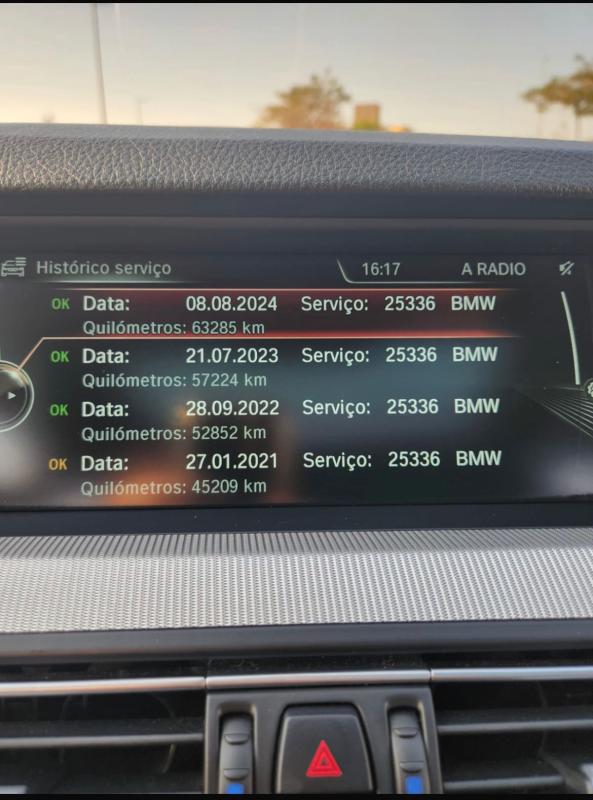 Histórico serviço 16:17 A RADIO
OK Data: 08.08.2024 Serviço: 25336 BMW
Quilómetros: 63285 km
OK Data: 21.07.2023 Serviço: 25336 BMW
Quilómetros: 57224 km
OK Data: 28.09.2022 Serviço: 25336 BMW
Quilómetros: 52852 km
OK Data: 27.01.2021 Serviço: 25336 BMW
Quilómetros: 45209 km